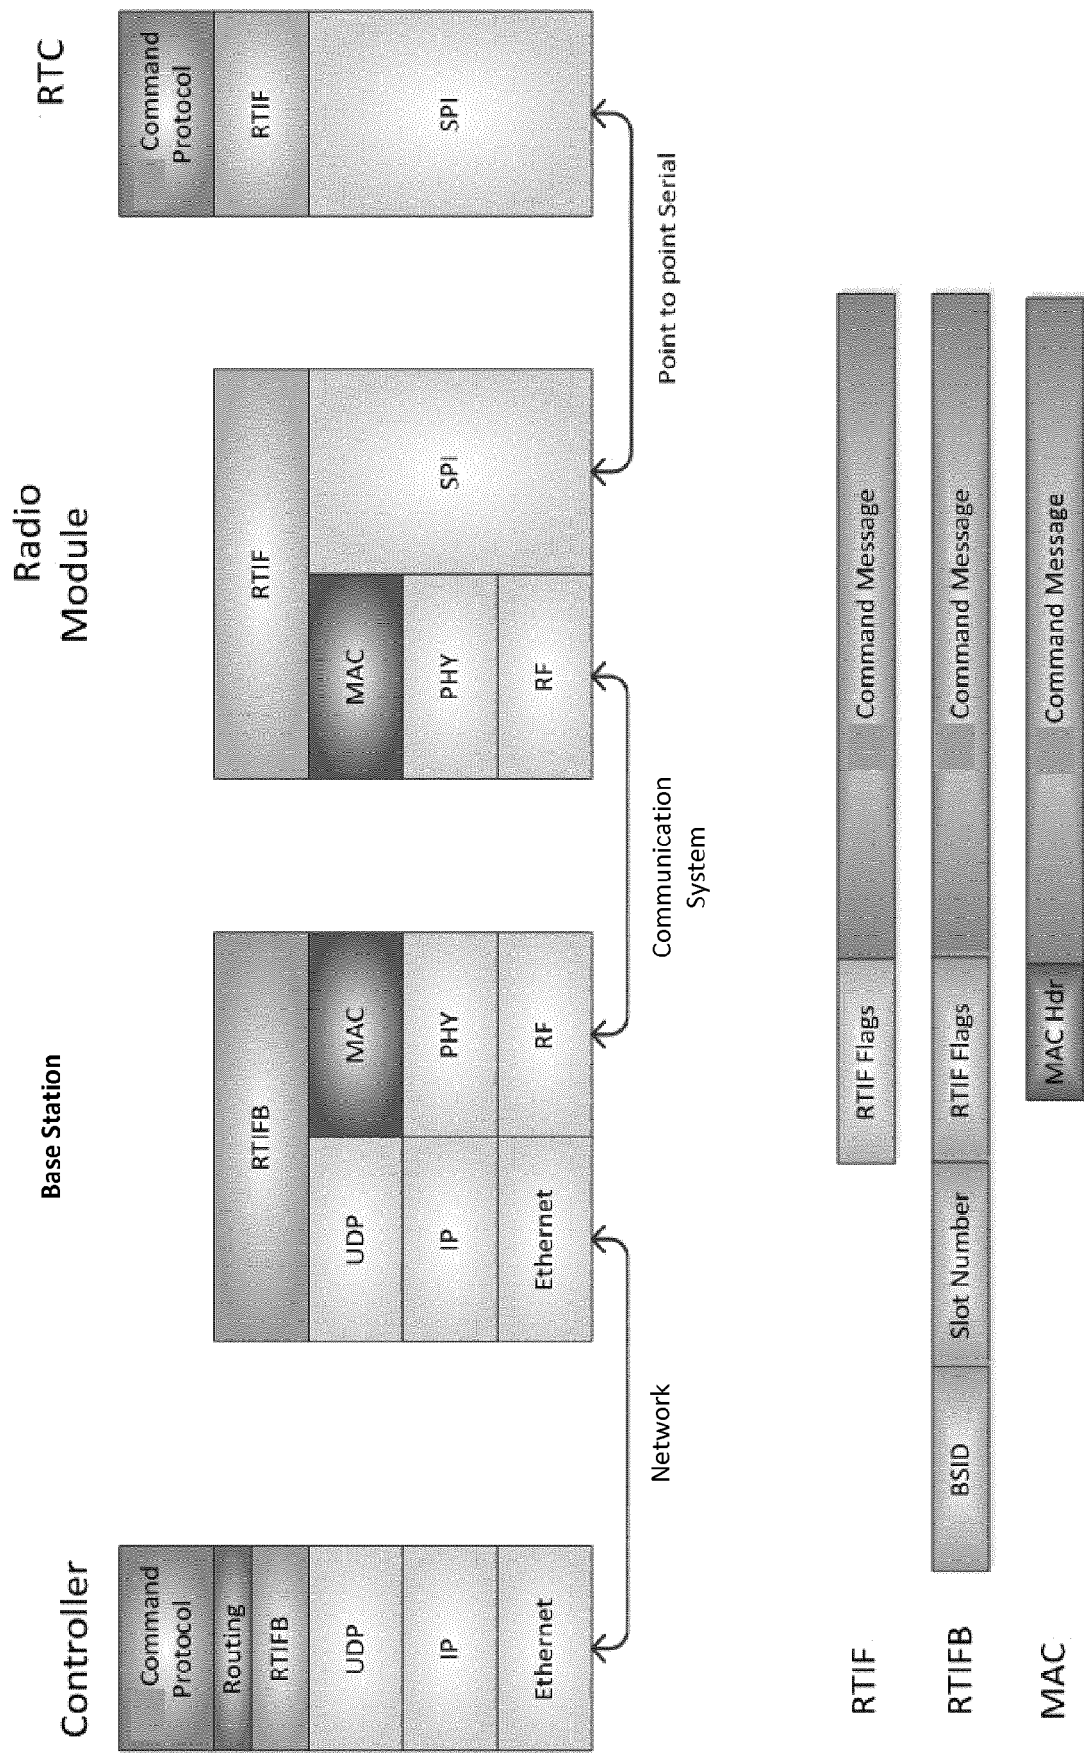 Controller
Base Station
Radio
Module
RTC
Command
Protocol
Routing
RTIFB
UDP
IP
Ethernet
RTIFB
UDP
IP
Ethernet
MAC
PHY
RF
RTIF
MAC
PHY
RF
SPI
Command
Protocol
RTIF
SPI
Network
Communication
System
Point to point Serial
RTIF
RTIF Flags
Command Message
RTIFB
BSID
Slot Number
RTIF Flags
Command Message
MAC
MAC Hdr
Command Message